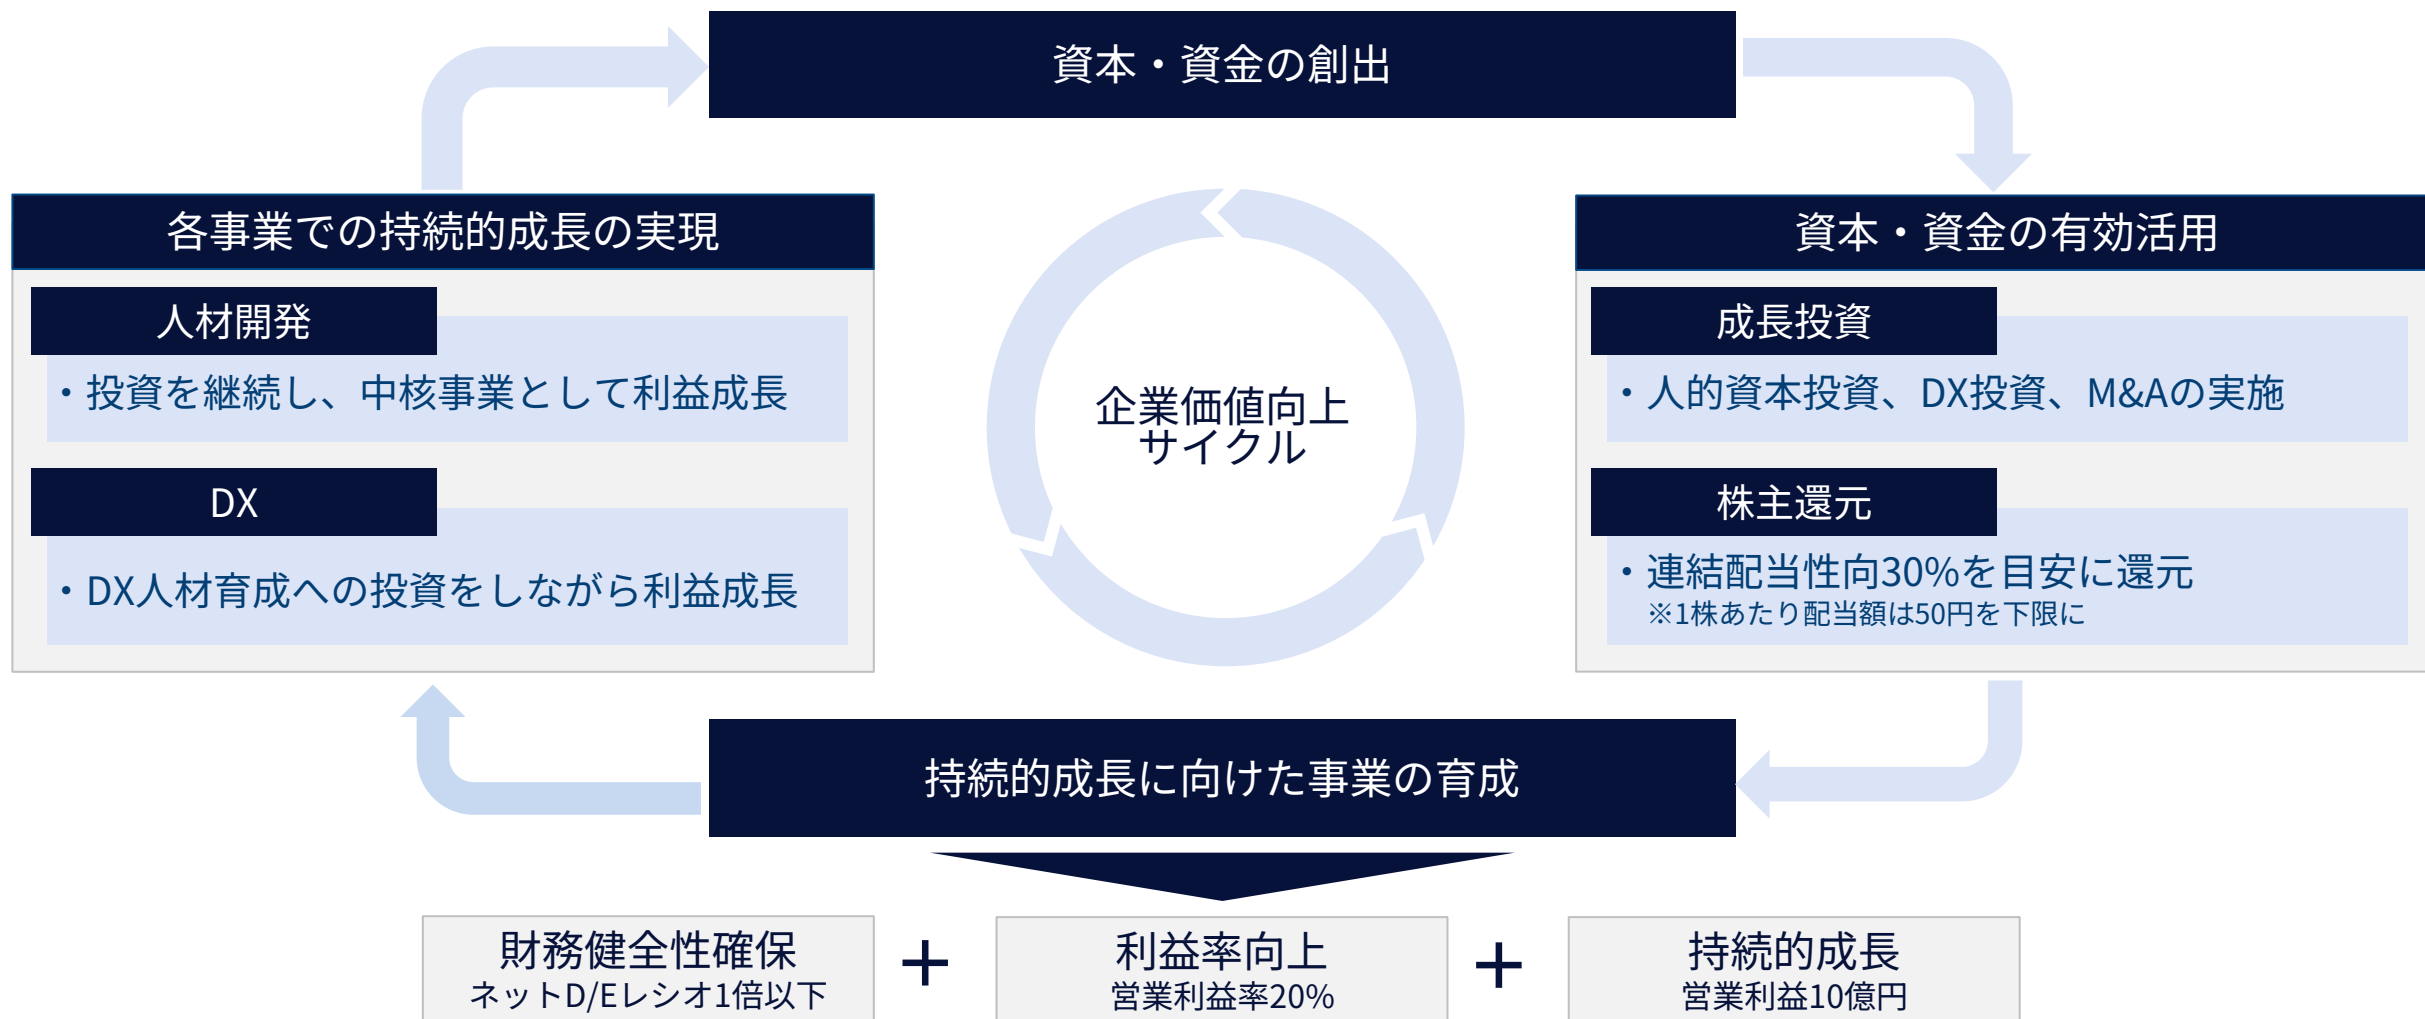 資本・資金の創出
各事業での持続的成長の実現
人材開発
・投資を継続し、中核事業として利益成長
DX
・DX人材育成への投資をしながら利益成長
企業価値向上
サイクル
資本・資金の有効活用
成長投資
・人的資本投資、DX投資、M&Aの実施
株主還元
・連結配当性向30%を目安に還元
※1株あたり配当額は50円を下限に
持続的成長に向けた事業の育成
財務健全性確保
ネットD/Eレシオ1倍以下
+
利益率向上
営業利益率20%
+
持続的成長
営業利益10億円